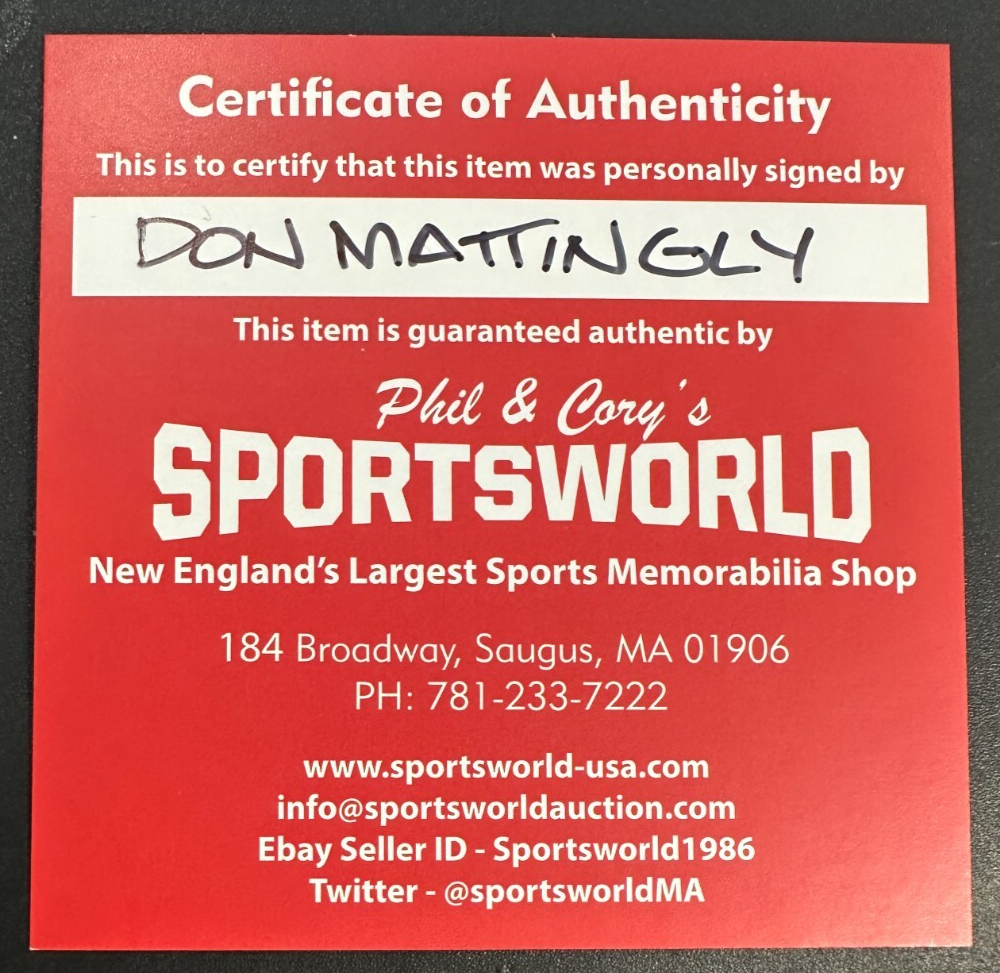 Certificate of Authenticity
This is to certify that this item was personally signed by
DON MATTINGLY
This item is guaranteed authentic by
Phil & Cory's
SPORTSWORLD
New England's Largest Sports Memorabilia Shop
184 Broadway, Saugus, MA 01906
PH: 781-233-7222
www.sportsworld-usa.com
info@sportsworldauction.com
Ebay Seller ID - Sportsworld1986
Twitter - @sportsworldMA